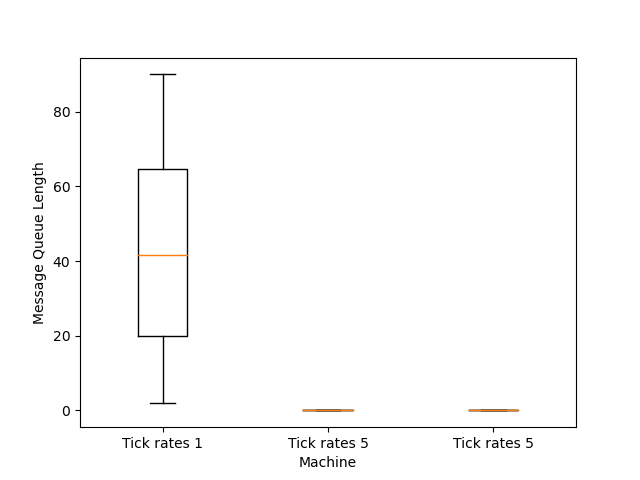 Message Queue Length
80
60
40
20
0
Tick rates 1
Tick rates 5
Tick rates 5
Machine